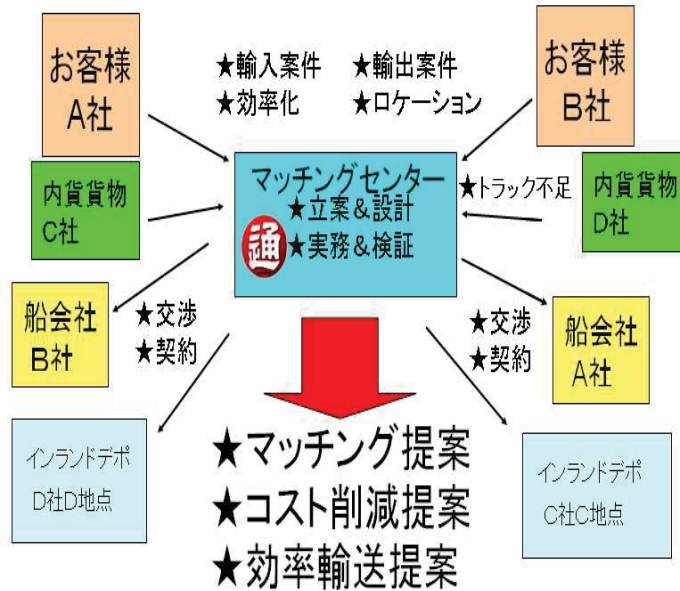 お客様
A社
★輸入案件
★効率化
★輸出案件
★ロケーション
お客様
B社
内貨貨物
C社
マッチングセンター
★立案&設計
通
★実務&検証
★トラック不足
内貨貨物
D社
船会社
B社
★交渉
★契約
★交渉
★契約
船会社
A社
インランドデポ
D社D地点
★マッチング提案
★コスト削減提案
★効率輸送提案
インランドデポ
C社C地点